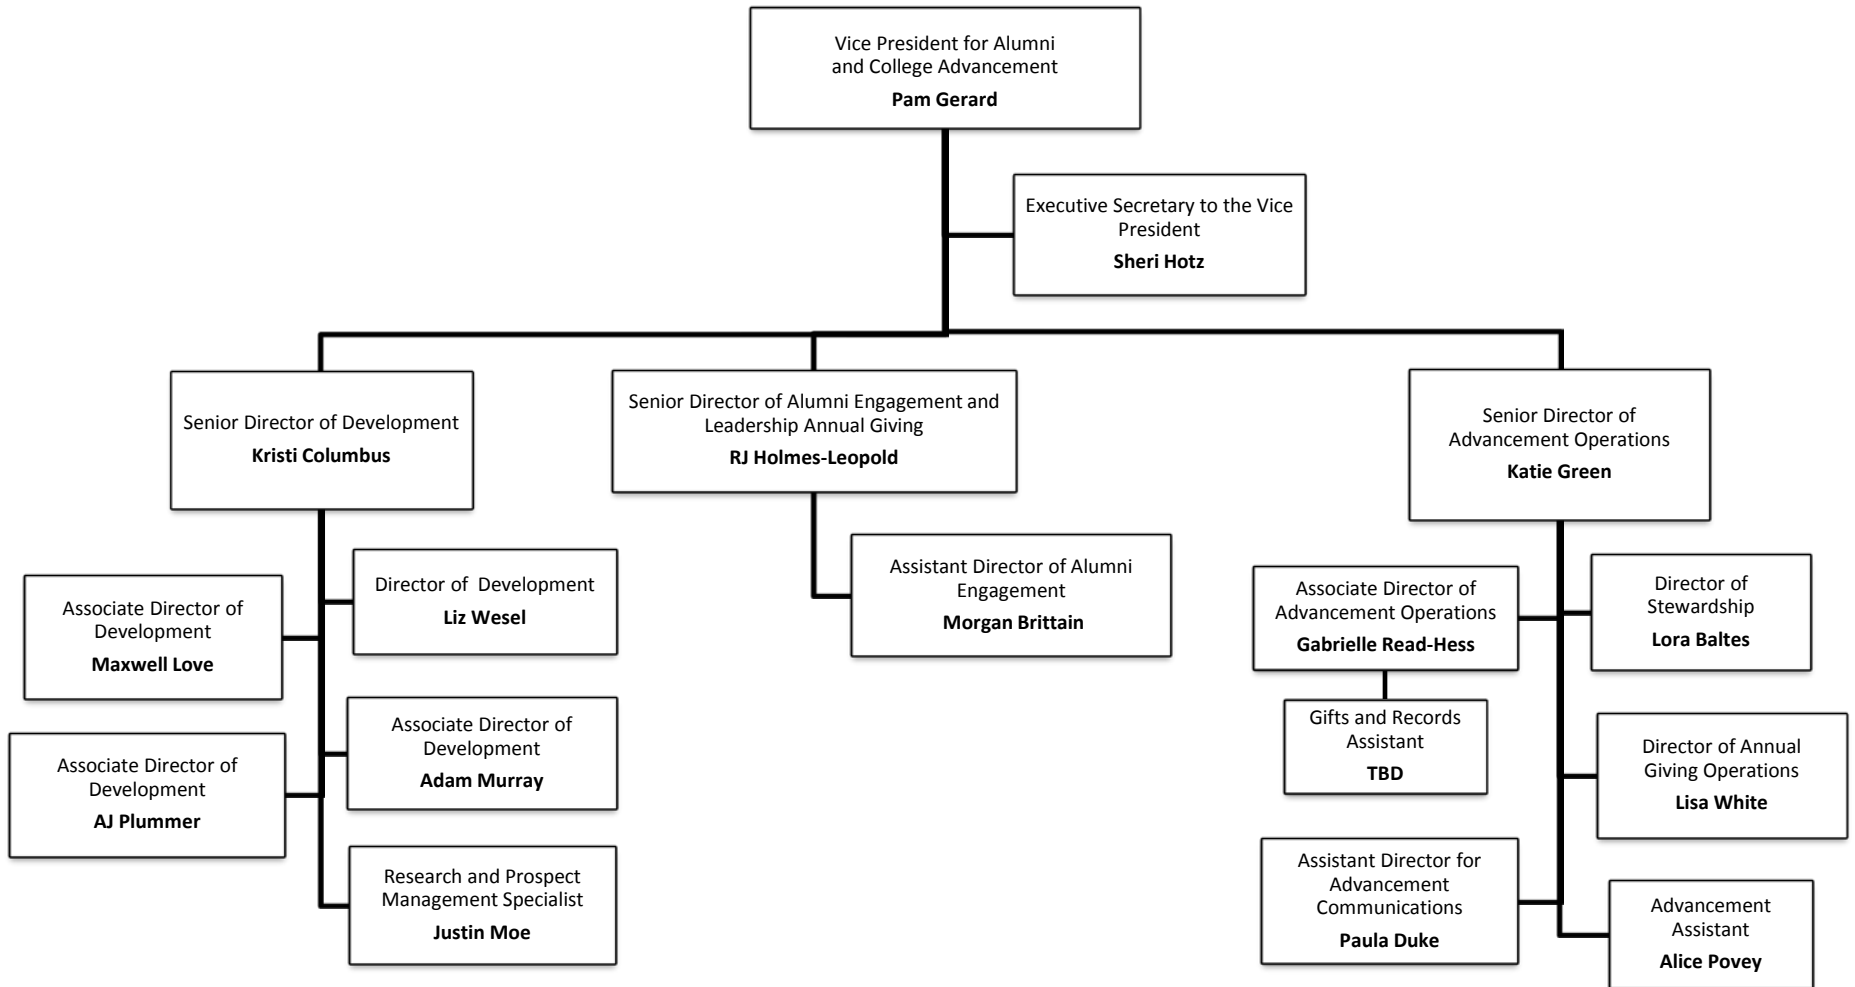 Vice President for Alumni
and College Advancement
Pam Gerard
Executive Secretary to the Vice
President
Sheri Hotz
Senior Director of Development
Kristi Columbus
Senior Director of Alumni Engagement and
Leadership Annual Giving
RJ Holmes-Leopold
Senior Director of
Advancement Operations
Katie Green
Associate Director of
Development
Maxwell Love
Director of  Development
Liz Wesel
Associate Director of
Development
AJ Plummer
Associate Director of
Development
Adam Murray
Research and Prospect
Management Specialist
Justin Moe
Assistant Director of Alumni
Engagement
Morgan Brittain
Associate Director of
Advancement Operations
Gabrielle Read-Hess
Gifts and Records
Assistant
TBD
Director of
Stewardship
Lora Baltes
Director of Annual
Giving Operations
Lisa White
Assistant Director for
Advancement
Communications
Paula Duke
Advancement
Assistant
Alice Povey